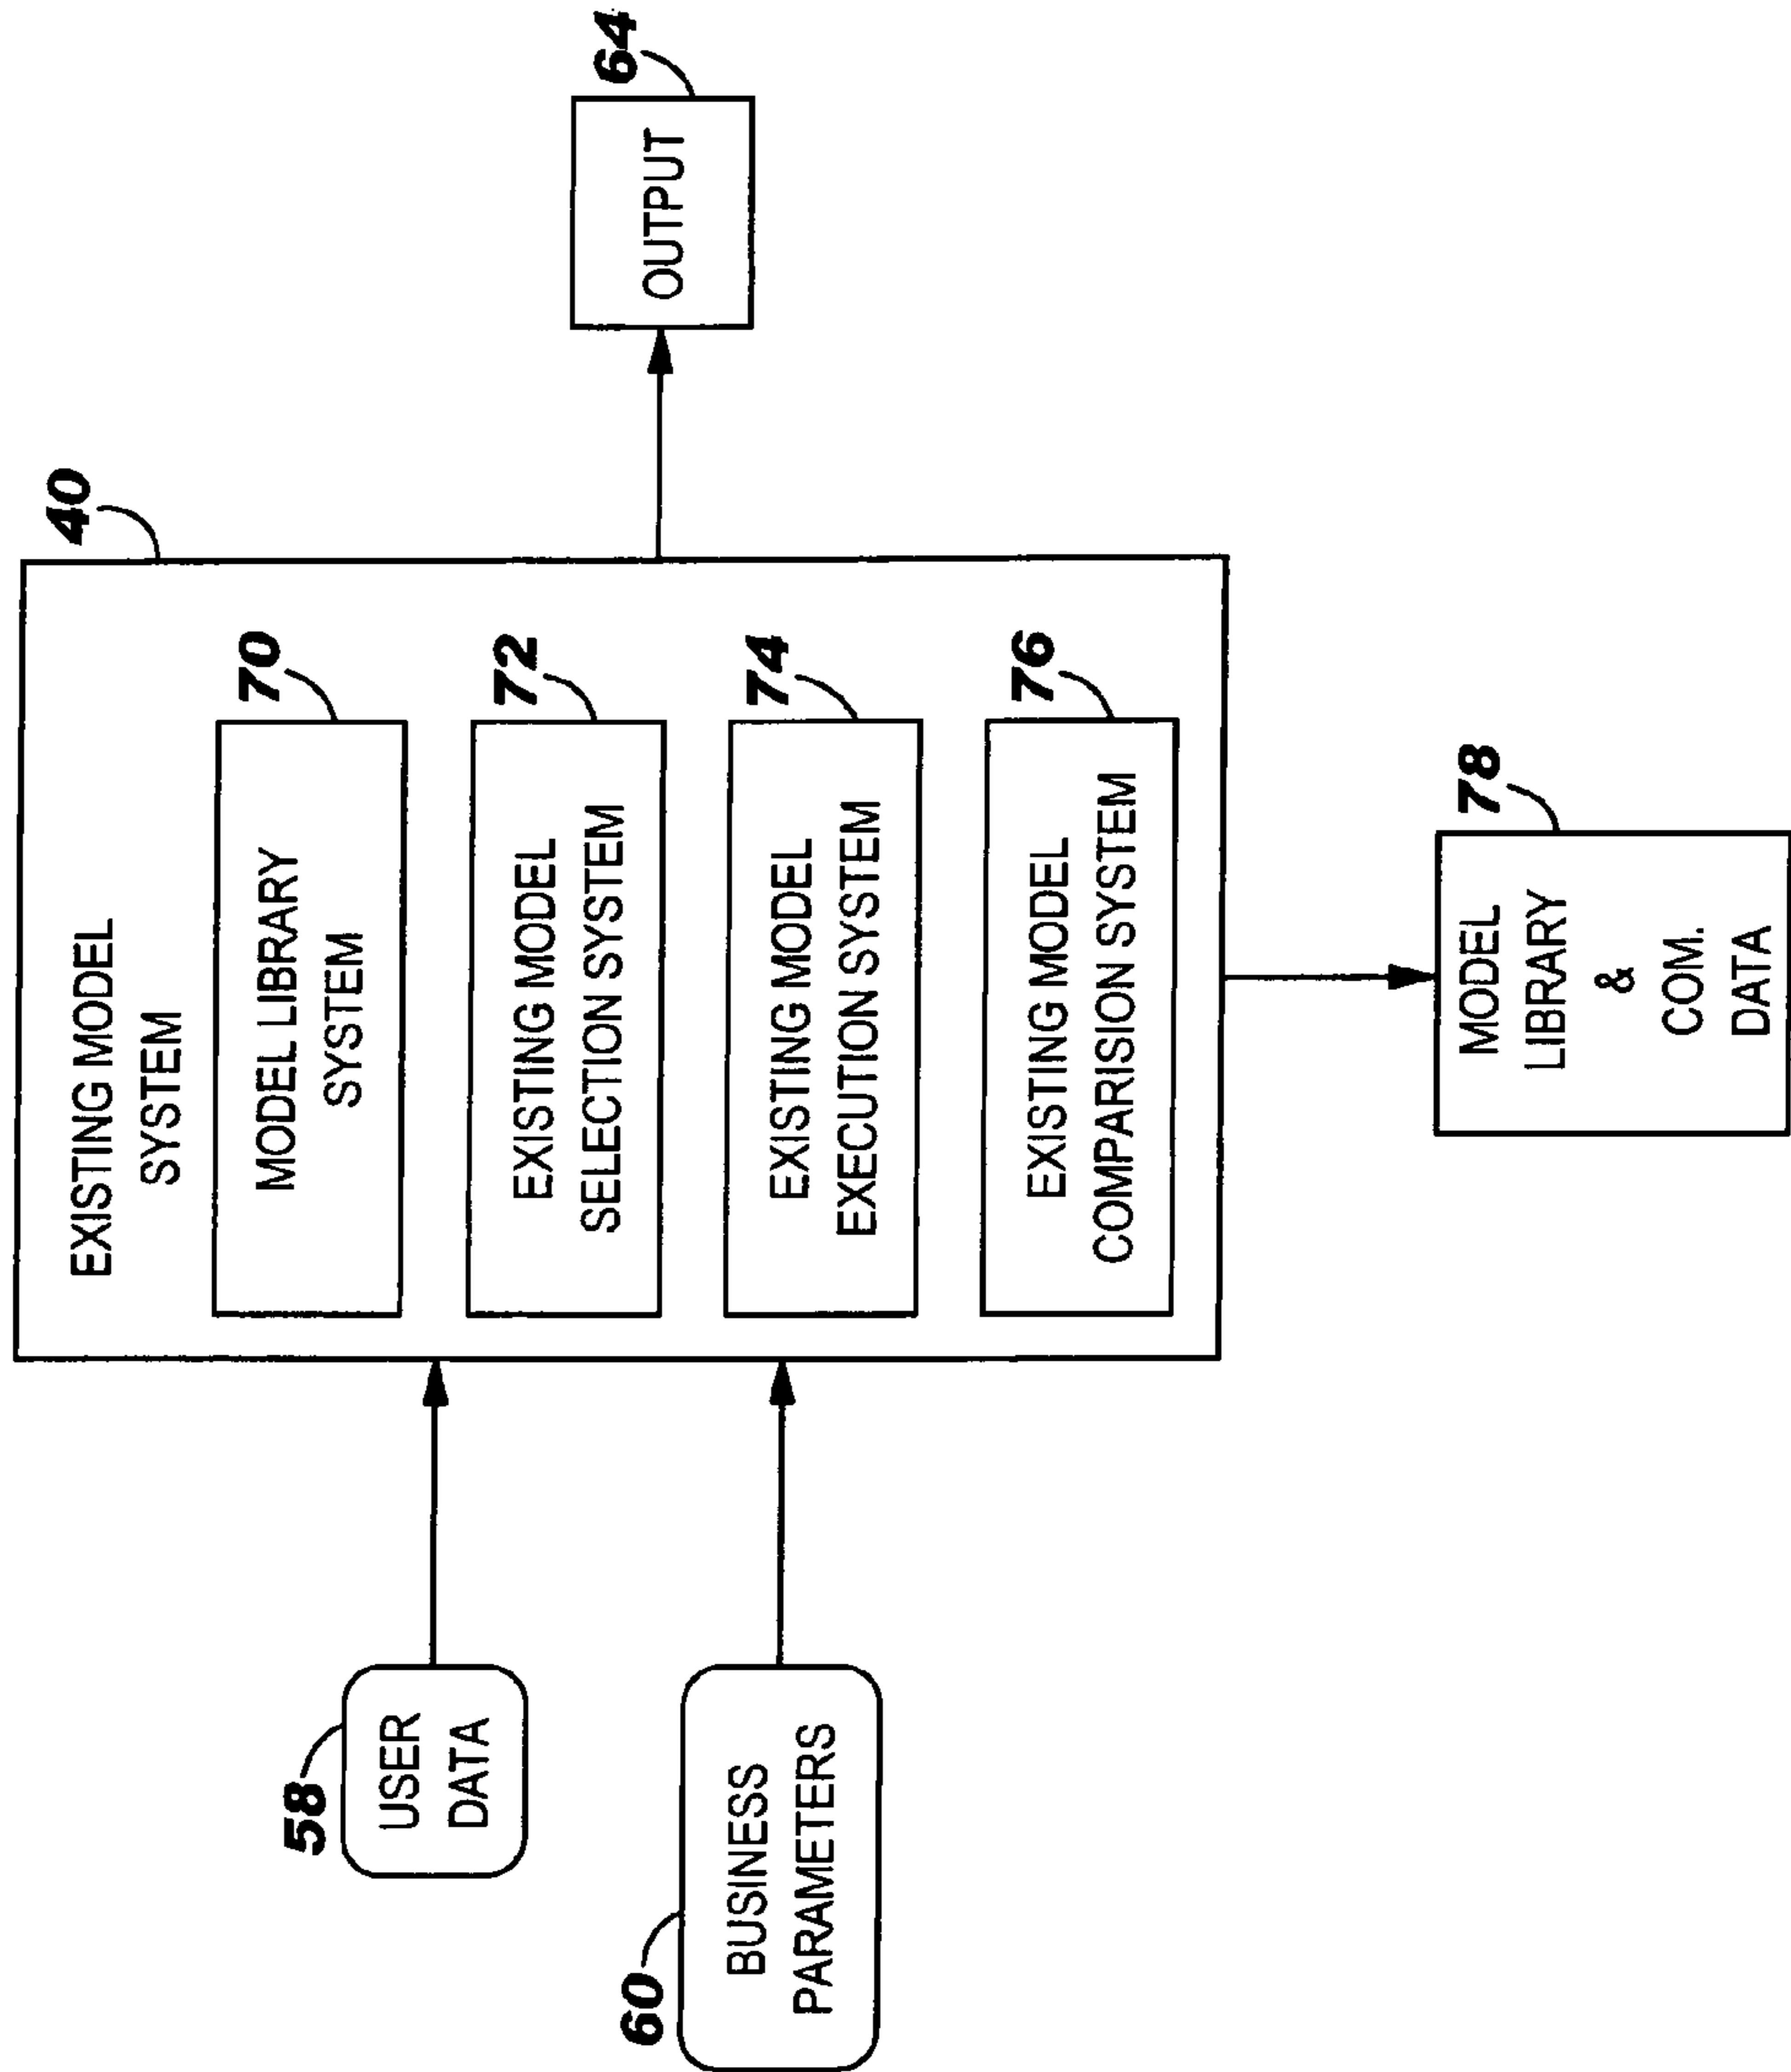 40
EXISTING MODEL
SYSTEM
70
MODEL LIBRARY
SYSTEM
72
EXISTING MODEL
SELECTION SYSTEM
74
EXISTING MODEL
EXECUTION SYSTEM
76
EXISTING MODEL
COMPARISION SYSTEM
58
USER
DATA
60
BUSINESS
PARAMETERS
64
OUTPUT
78
MODEL
LIBRARY
&
COM.
DATA